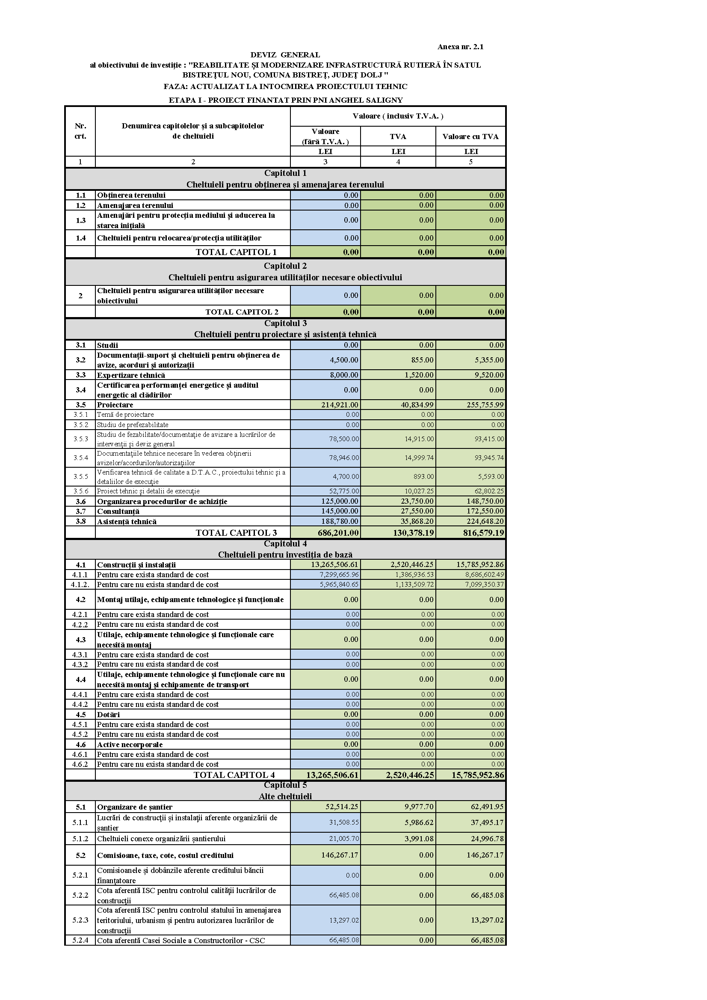 Anexa nr. 2.1
DEVIZ GENERAL
al obiectivului de investiţie : "REABILITATE ȘI MODERNIZARE INFRASTRUCTURĂ RUTIERĂ ÎN SATUL
BISTREȚUL NOU, COMUNA BISTREȚ, JUDEȚ DOLJ "
FAZA: ACTUALIZAT LA INTOCMIREA PROIECTULUI TEHNIC
ETAPA I - PROIECT FINANTAT PRIN PNI ANGHEL SALIGNY
Nr. crt. Denumirea capitolelor şi a subcapitolelor de cheltuieli Valoare ( inclusiv T.V.A. )
Valoare (fără T.V.A. ) TVA Valoare cu TVA
LEI LEI LEI
1 2 3 4 5
Capitolul 1
Cheltuieli pentru obţinerea şi amenajarea terenului
1.1 Obţinerea terenului 0.00 0.00 0.00
1.2 Amenajarea terenului 0.00 0.00 0.00
1.3 Amenajări pentru protecţia mediului și aducerea la
starea inițială 0.00 0.00 0.00
1.4 Cheltuieli pentru relocarea/protecția utilităților 0.00 0.00 0.00
TOTAL CAPITOL 1 0.00 0.00 0.00
Capitolul 2
Cheltuieli pentru asigurarea utilităţilor necesare obiectivului
2 Cheltuieli pentru asigurarea utilităţilor necesare
obiectivului 0.00 0.00 0.00
TOTAL CAPITOL 2 0.00 0.00 0.00
Capitolul 3
Cheltuieli pentru proiectare şi asistenţă tehnică
3.1 Studii 0.00 0.00 0.00
3.2 Documentații-suport și cheltuieli pentru obținerea de
avize, acorduri și autorizații 4,500.00 855.00 5,355.00
3.3 Expertizare tehnică 8,000.00 1,520.00 9,520.00
3.4 Certificarea performanței energetice și auditul
energetic al clădirilor 0.00 0.00 0.00
3.5 Proiectare 214,921.00 40,834.99 255,755.99
3.5.1 Temă de proiectare 0.00 0.00 0.00
3.5.2 Studiu de prefezabilitate 0.00 0.00 0.00
3.5.3 Studiu de fezabilitate/documentație de avizare a lucrărilor de
intervenții și deviz general 78,500.00 14,915.00 93,415.00
3.5.4 Documentațiile tehnice necesare în vederea obținerii
avizelor/acordurilor/autorizațiilor 78,946.00 14,999.74 93,945.74
3.5.5 Verificarea tehnică de calitate a D.T.A.C., proiectului tehnic și a
detaliilor de execuție 4,700.00 893.00 5,593.00
3.5.6 Proiect tehnic și detalii de execuție 52,775.00 10,027.25 62,802.25
3.6 Organizarea procedurilor de achiziție 125,000.00 23,750.00 148,750.00
3.7 Consultanță 145,000.00 27,550.00 172,550.00
3.8 Asistență tehnică 188,780.00 35,868.20 224,648.20
TOTAL CAPITOL 3 686,201.00 130,378.19 816,579.19
Capitolul 4
Cheltuieli pentru investiția de bază
4.1 Construcții și instalații 13,265,506.61 2,520,446.25 15,785,952.86
4.1.1 Pentru care exista standard de cost 7,299,665.96 1,386,936.53 8,686,602.49
4.1.2. Pentru care nu exista standard de cost 5,965,840.65 1,133,509.72 7,099,350.37
4.2 Montaj utilaje, echipamente tehnologice și funcționale 0.00 0.00 0.00
4.2.1 Pentru care exista standard de cost 0.00 0.00 0.00
4.2.2 Pentru care nu exista standard de cost 0.00 0.00 0.00
4.3 Utilaje, echipamente tehnologice şi funcţionale care
necesită montaj 0.00 0.00 0.00
4.3.1 Pentru care exista standard de cost 0.00 0.00 0.00
4.3.2 Pentru care nu exista standard de cost 0.00 0.00 0.00
4.4 Utilaje, echipamente tehnologice și funcționale care nu
necesită montaj și echipamente de transport 0.00 0.00 0.00
4.4.1 Pentru care exista standard de cost 0.00 0.00 0.00
4.4.2 Pentru care nu exista standard de cost 0.00 0.00 0.00
4.5 Dotări 0.00 0.00 0.00
4.5.1 Pentru care exista standard de cost 0.00 0.00 0.00
4.5.2 Pentru care nu exista standard de cost 0.00 0.00 0.00
4.6 Active necorporale 0.00 0.00 0.00
4.6.1 Pentru care exista standard de cost 0.00 0.00 0.00
4.6.2 Pentru care nu exista standard de cost 0.00 0.00 0.00
TOTAL CAPITOL 4 13,265,506.61 2,520,446.25 15,785,952.86
Capitolul 5
Alte cheltuieli
5.1 Organizare de şantier 52,514.25 9,977.70 62,491.95
5.1.1 Lucrări de construcţii și instalații aferente organizării de
șantier 31,508.55 5,986.62 37,495.17
5.1.2 Cheltuieli conexe organizării șantierului 21,005.70 3,991.08 24,996.78
5.2 Comisioane, taxe, cote, costul creditului 146,267.17 0.00 146,267.17
5.2.1 Comisioanele și dobânzile aferente creditului băncii
finanțatoare 0.00 0.00 0.00
5.2.2 Cota aferentă ISC pentru controlul calității lucrărilor de
construcții 66,485.08 0.00 66,485.08
5.2.3 Cota aferentă ISC pentru controlul statului în amenajarea
teritoriului, urbanism și pentru autorizarea lucrărilor de
construcții 13,297.02 0.00 13,297.02
5.2.4 Cota aferentă Casei Sociale a Constructorilor - CSC 66,485.08 0.00 66,485.08